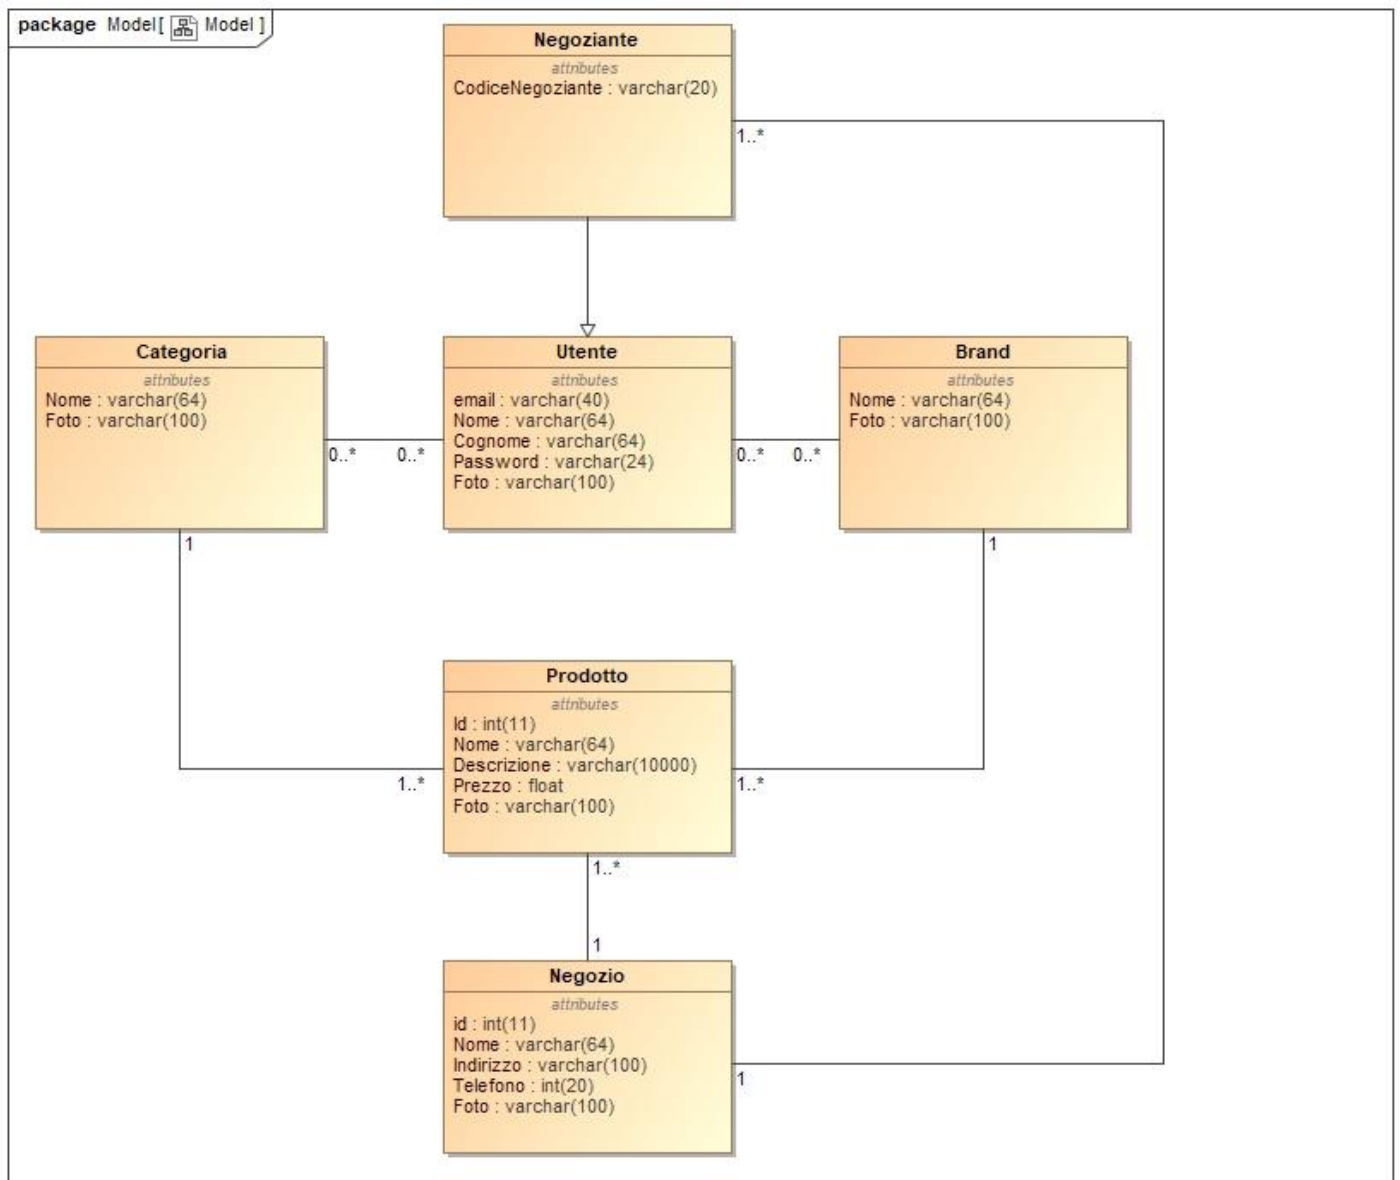 package Model[ Model ]
Negoziante
attributes
CodiceNegoziante : varchar(20)
1..*
Categoria
attributes
Nome : varchar(64)
Foto : varchar(100)
0..* 0..*
Utente
attributes
email : varchar(40)
Nome : varchar(64)
Cognome : varchar(64)
Password : varchar(24)
Foto : varchar(100)
0..* 0..*
Brand
attributes
Nome : varchar(64)
Foto : varchar(100)
1
1
Prodotto
attributes
Id : int(11)
Nome : varchar(64)
Descrizione : varchar(10000)
Prezzo : float
Foto : varchar(100)
1..*
1..*
1..*
1
Negozio
attributes
id : int(11)
Nome : varchar(64)
Indirizzo : varchar(100)
Telefono : int(20)
Foto : varchar(100)
1